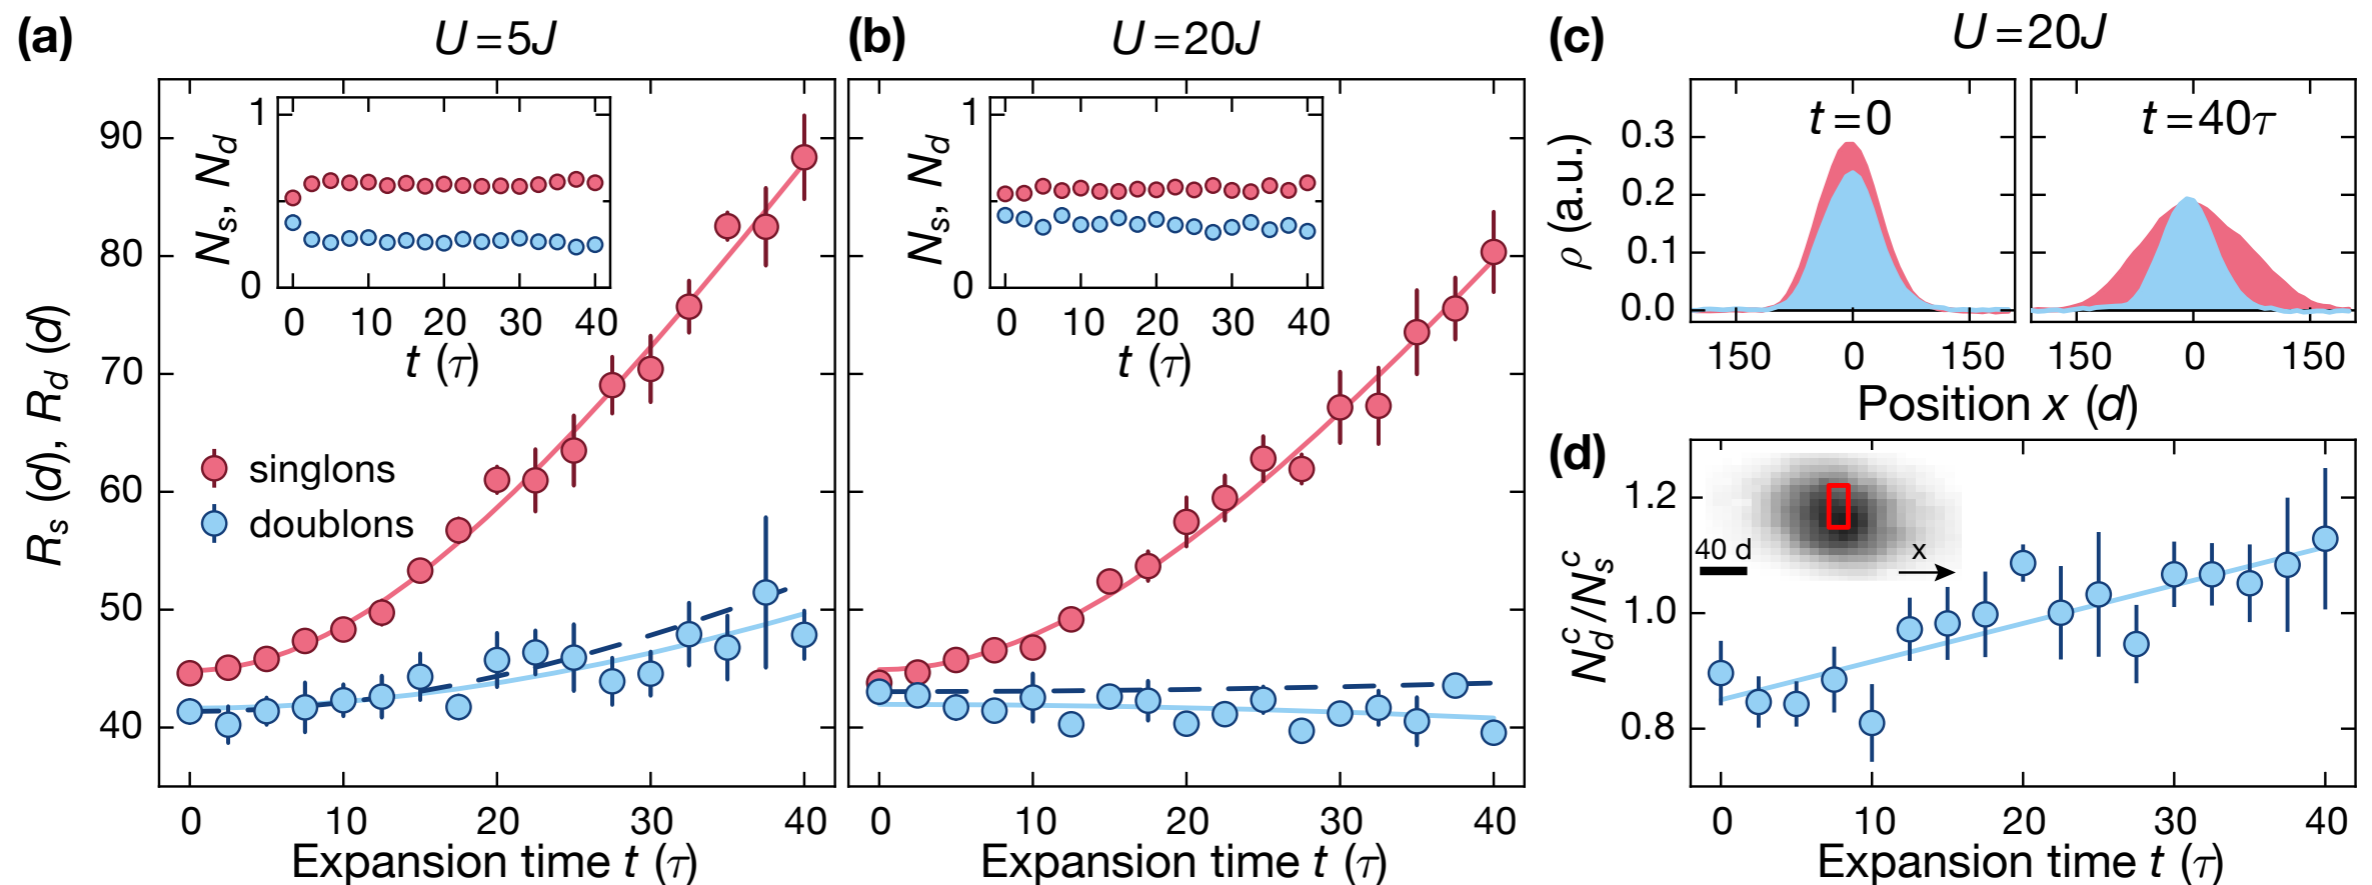 (a)
U=5J
90
80
70
60
50
40
R_s (d), R_d (d)
singlons
doublons
1
0
N_s, N_d
0 10 20 30 40
t (τ)
0 10 20 30 40
Expansion time t (τ)
(b)
U=20J
1
0
N_s, N_d
0 10 20 30 40
t (τ)
0 10 20 30 40
Expansion time t (τ)
(c)
U=20J
t=0
t=40τ
0.3
0.2
0.1
0.0
ρ (a.u.)
150 0 150
150 0 150
Position x (d)
(d)
1.2
1.0
0.8
N_d^c/N_s^c
40 d
x
0 10 20 30 40
Expansion time t (τ)